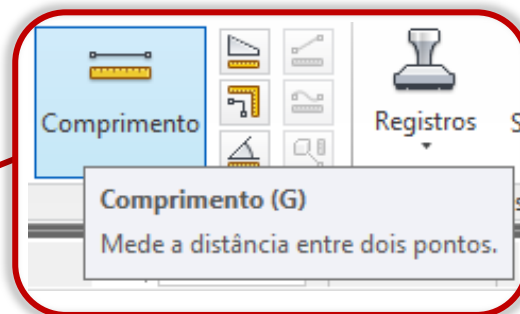 Comprimento
Registros
S
Comprimento (G)
Mede a distância entre dois pontos.